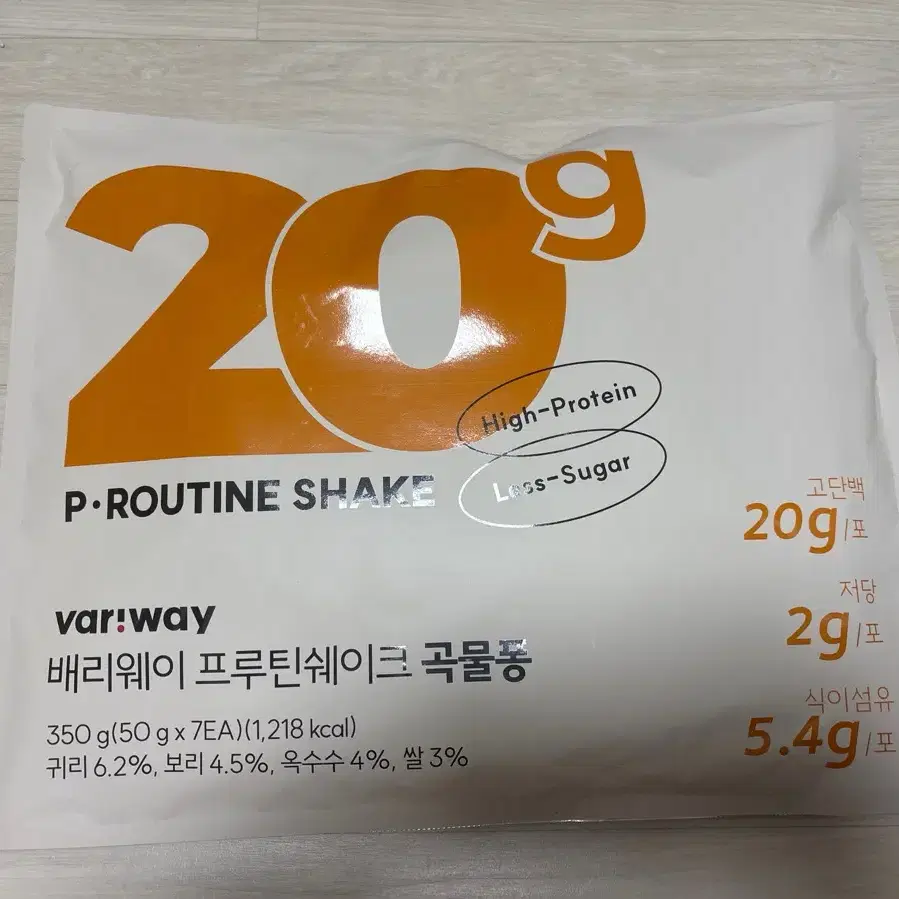 20g
High-Protein
Less-Sugar
P·ROUTINE SHAKE
고단백
20g/포
저당
2g/포
식이섬유
5.4g/포
var!way
배리웨이 프루틴쉐이크 곡물퐁
350 g(50 g x 7EA)(1,218 kcal)
귀리 6.2%, 보리 4.5%, 옥수수 4%, 쌀 3%